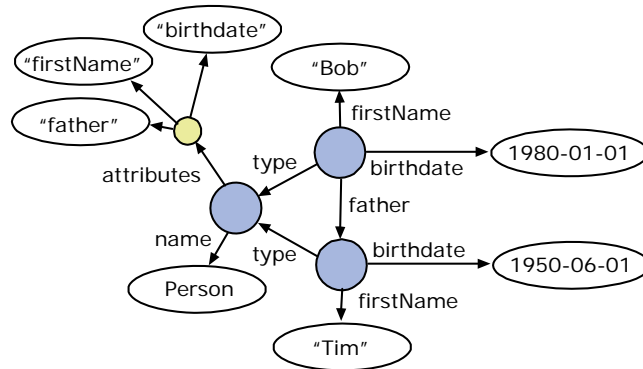 “birthdate”
“firstName”
“Bob”
“father”
firstName
type
birthdate
1980-01-01
attributes
father
name
type
birthdate
1950-06-01
Person
firstName
“Tim”